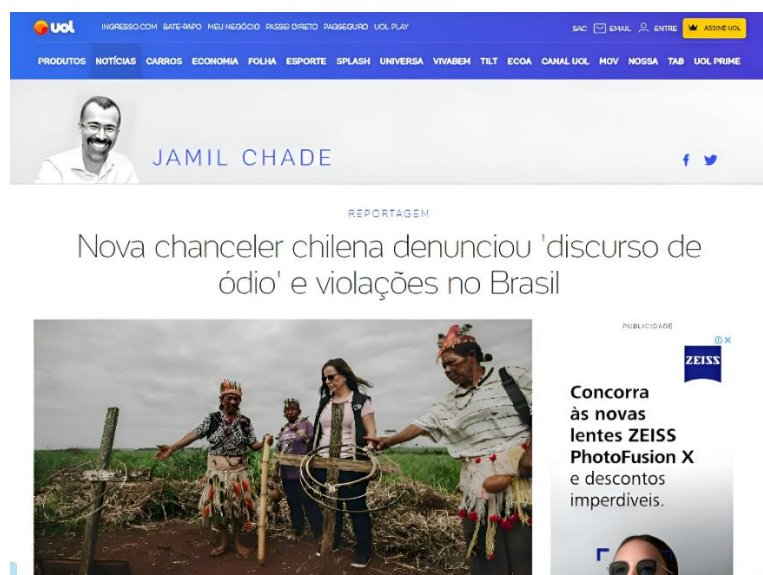 uol
INGRESSO.COM BATE-PAPO MEU NEGÓCIO PASSEI DIRETO PAGSEGURO UOL PLAY
SAC EMAIL ENTRE ASSINE UOL
PRODUTOS NOTÍCIAS CARROS ECONOMIA FOLHA ESPORTE SPLASH UNIVERSA VIVABEM TILT ECOA CANAL UOL MOV NOSSA TAB UOL PRIME
JAMIL CHADE
REPORTAGEM
Nova chanceler chilena denunciou 'discurso de
ódio' e violações no Brasil
PUBLICIDADE
ZEISS
Concorra
às novas
lentes ZEISS
PhotoFusion X
e descontos
imperdíveis.